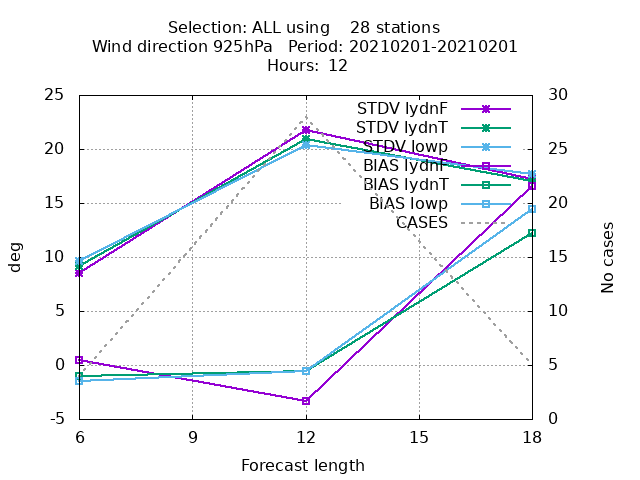 Selection: ALL using 28 stations
Wind direction 925hPa Period: 20210201-20210201
Hours: 12
25
20
15
10
5
0
-5
deg
30
25
20
15
10
5
0
No cases
STDV lydnF
STDV lydnT
STDV lowp
BIAS lydnF
BIAS lydnT
BIAS lowp
CASES
6 9 12 15 18
Forecast length